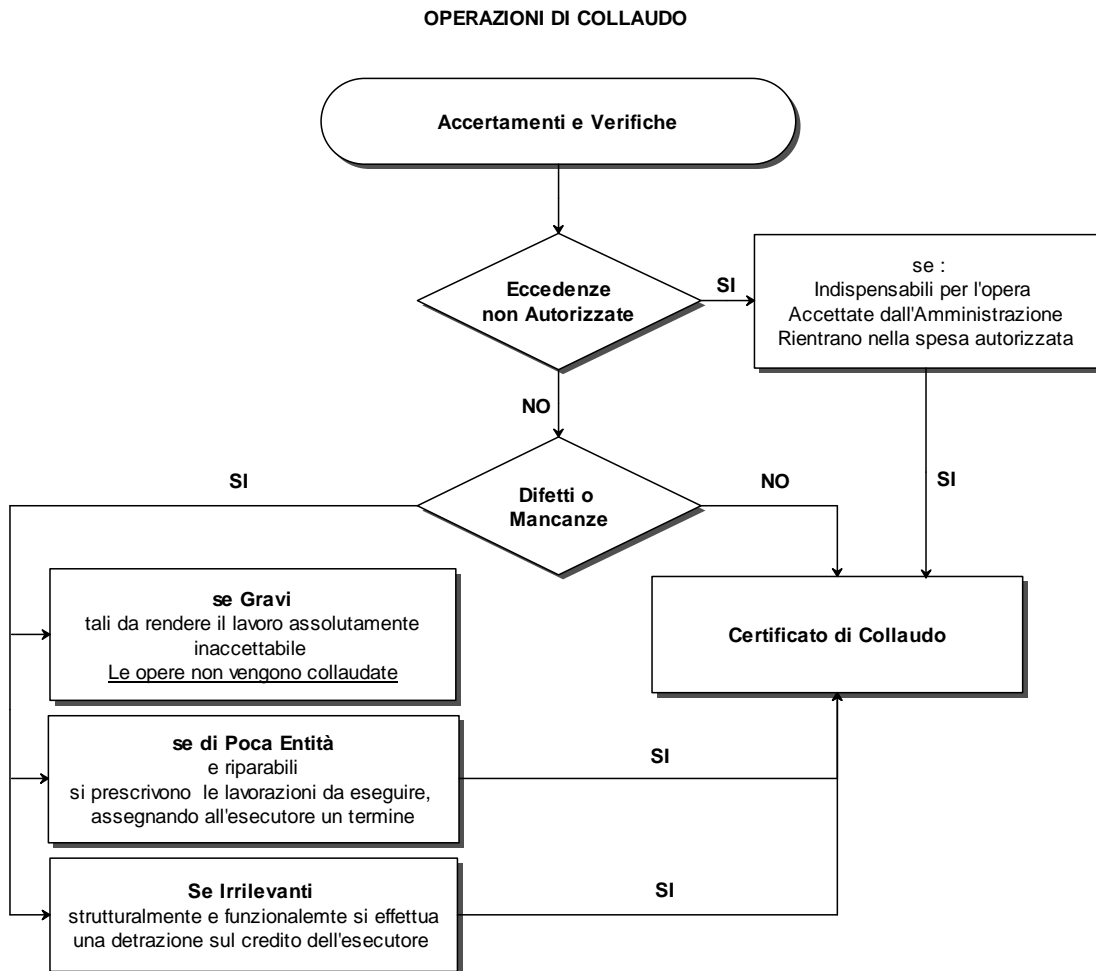 OPERAZIONI DI COLLAUDO
Accertamenti e Verifiche
Eccedenze
non Autorizzate
SI
se :
Indispensabili per l'opera
Accettate dall'Amministrazione
Rientrano nella spesa autorizzata
NO
SI
Difetti o
Mancanze
NO
SI
se Gravi
tali da rendere il lavoro assolutamente
inaccettabile
Le opere non vengono collaudate
Certificato di Collaudo
se di Poca Entità
e riparabili
si prescrivono le lavorazioni da eseguire,
assegnando all'esecutore un termine
SI
Se Irrilevanti
strutturalmente e funzionalemte si effettua
una detrazione sul credito dell'esecutore
SI